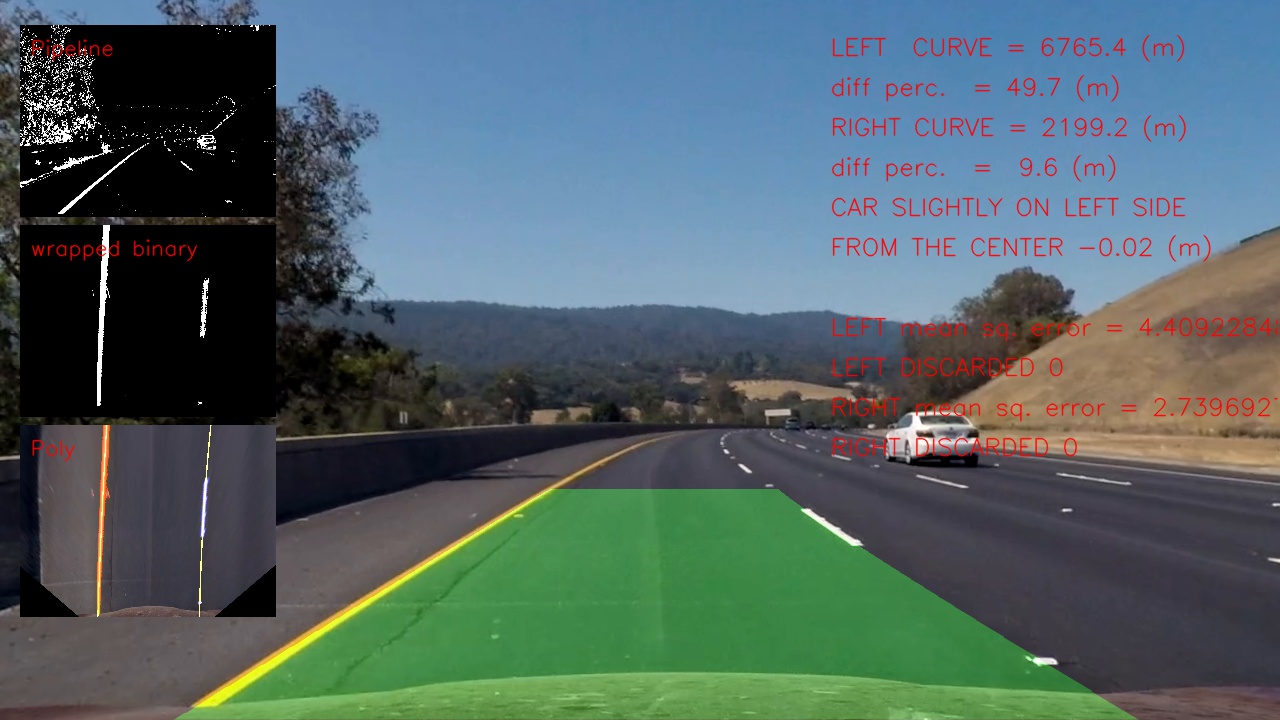 Pipeline
wrapped binary
Poly
LEFT CURVE = 6765.4 (m)
diff perc. = 49.7 (m)
RIGHT CURVE = 2199.2 (m)
diff perc. = 9.6 (m)
CAR SLIGHTLY ON LEFT SIDE
FROM THE CENTER -0.02 (m)
LEFT mean sq. error = 4.4092284
LEFT DISCARDED 0
RIGHT mean sq. error = 2.739692
RIGHT DISCARDED 0